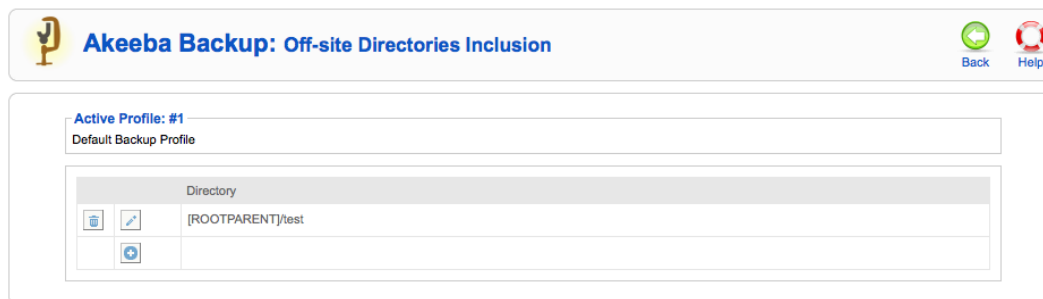 Akeeba Backup: Off-site Directories Inclusion
Back
Help
Active Profile: #1
Default Backup Profile
Directory
[ROOTPARENT]/test